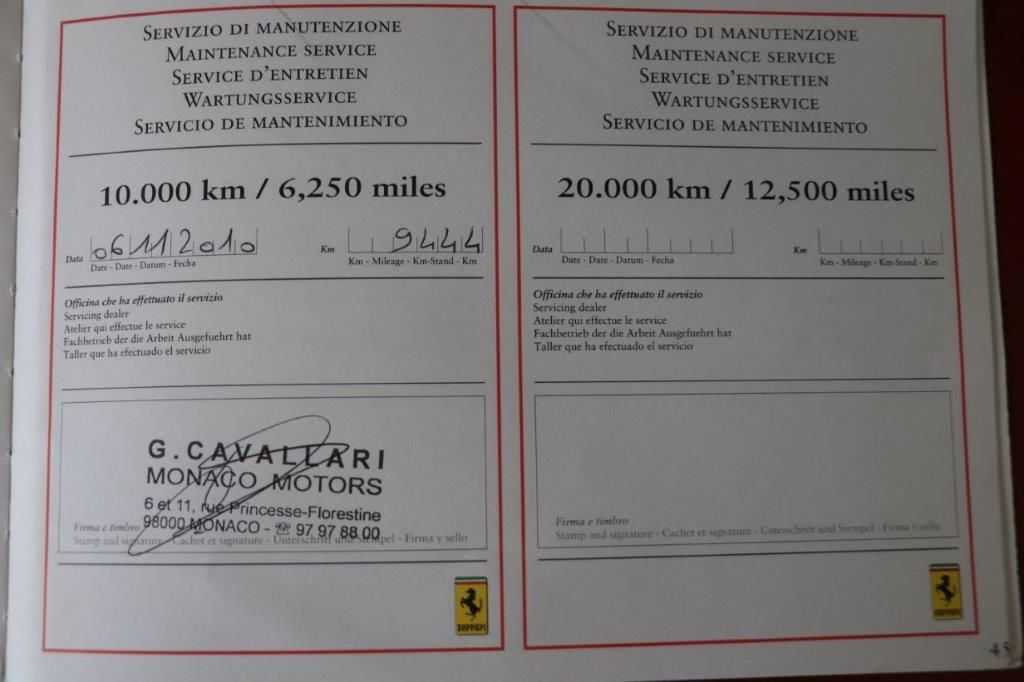 SERVIZIO DI MANUTENZIONE
MAINTENANCE SERVICE
SERVICE D'ENTRETIEN
WARTUNGSSERVICE
SERVICIO DE MANTENIMIENTO
10.000 km / 6,250 miles
Data 06112010 Km 9444
Date - Date - Datum - Fecha Km - Mileage - Km-Stand - Km
Officina che ha effettuato il servizio
Servicing dealer
Atelier qui effectue le service
Fachbetrieb der die Arbeit Ausgefuehrt hat
Taller que ha efectuado el servicio
G. CAVALLARI
MONACO MOTORS
6 et 11, rue Princesse-Florestine
98000 MONACO - ☎ 97 97 88 00
Firma e timbro
Stamp and signature - Cachet et signature - Unterschrift und Stempel - Firma y sello
Ferrari
SERVIZIO DI MANUTENZIONE
MAINTENANCE SERVICE
SERVICE D'ENTRETIEN
WARTUNGSSERVICE
SERVICIO DE MANTENIMIENTO
20.000 km / 12,500 miles
Data Km
Date - Date - Datum - Fecha Km - Mileage - Km-Stand - Km
Officina che ha effettuato il servizio
Servicing dealer
Atelier qui effectue le service
Fachbetrieb der die Arbeit Ausgefuehrt hat
Taller que ha efectuado el servicio
Firma e timbro
Stamp and signature - Cachet et signature - Unterschrift und Stempel - Firma y sello
Ferrari
45